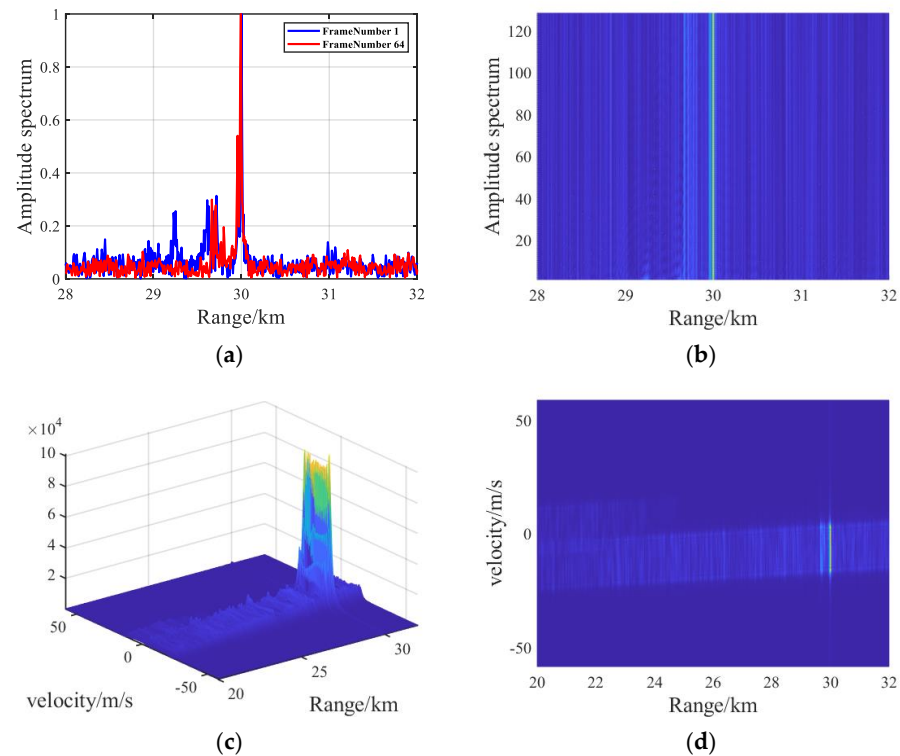 FrameNumber 1
FrameNumber 64
Amplitude spectrum
1
0.8
0.6
0.4
0.2
0
28 29 30 31 32
Range/km
(a)
Amplitude spectrum
120
100
80
60
40
20
28 29 30 31 32
Range/km
(b)
×10⁴
10
8
6
4
2
50
0
-50
20
25
30
velocity/m/s
Range/km
(c)
velocity/m/s
50
0
-50
20 22 24 26 28 30 32
Range/km
(d)